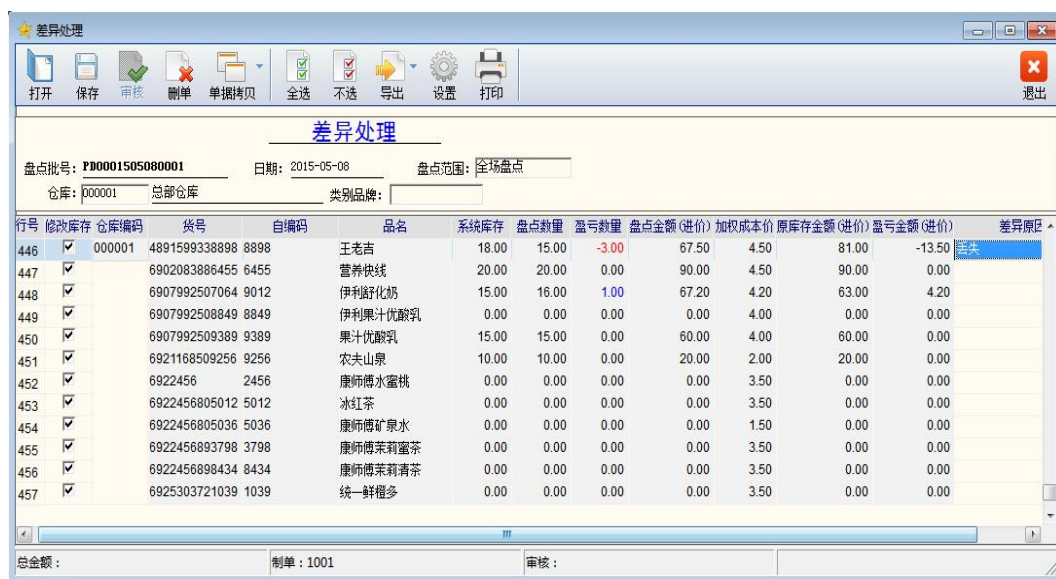 差异处理
打开 保存 审核 删单 单据拷贝 全选 不选 导出 设置 打印 退出
差异处理
盘点批号: PD0001505080001 日期: 2015-05-08 盘点范围: 全场盘点
仓库: 000001 总部仓库 类别品牌:
行号 修改库存 仓库编码 货号 自编码 品名 系统库存 盘点数量 盈亏数量 盘点金额(进价) 加权成本价 原库存金额(进价) 盈亏金额(进价) 差异原因
446 000001 4891599338898 8898 王老吉 18.00 15.00 -3.00 67.50 4.50 81.00 -13.50 丢失
447 6902083886455 6455 营养快线 20.00 20.00 0.00 90.00 4.50 90.00 0.00
448 6907992507064 9012 伊利舒化奶 15.00 16.00 1.00 67.20 4.20 63.00 4.20
449 6907992508849 8849 伊利果汁优酸乳 0.00 0.00 0.00 0.00 4.00 0.00 0.00
450 6907992509389 9389 果汁优酸乳 15.00 15.00 0.00 60.00 4.00 60.00 0.00
451 6921168509256 9256 农夫山泉 10.00 10.00 0.00 20.00 2.00 20.00 0.00
452 6922456 2456 康师傅水蜜桃 0.00 0.00 0.00 0.00 3.50 0.00 0.00
453 6922456805012 5012 冰红茶 0.00 0.00 0.00 0.00 3.50 0.00 0.00
454 6922456805036 5036 康师傅矿泉水 0.00 0.00 0.00 0.00 1.50 0.00 0.00
455 6922456893798 3798 康师傅茉莉蜜茶 0.00 0.00 0.00 0.00 3.50 0.00 0.00
456 6922456898434 8434 康师傅茉莉清茶 0.00 0.00 0.00 0.00 3.50 0.00 0.00
457 6925303721039 1039 统一鲜橙多 0.00 0.00 0.00 0.00 3.50 0.00 0.00
总金额: 制单:1001 审核: